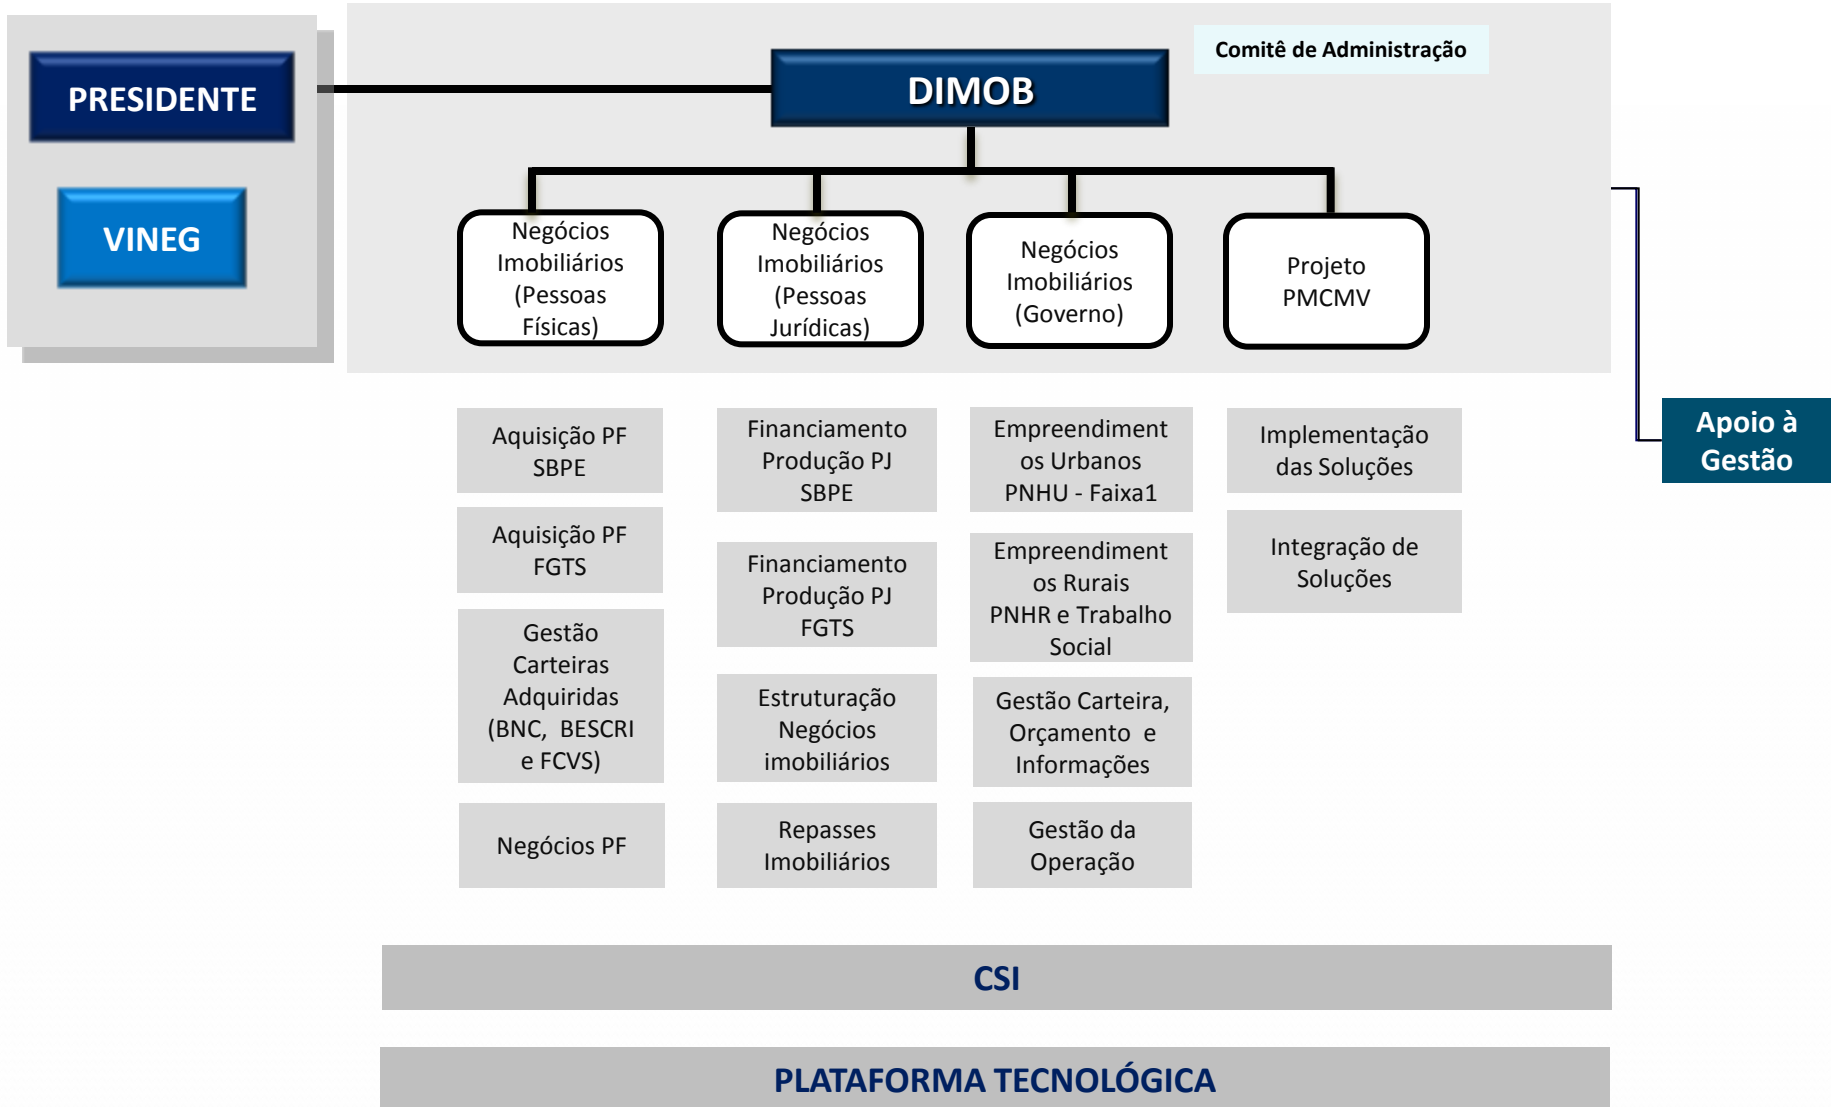 PRESIDENTE
VINEG
DIMOB
Comitê de Administração
Negócios
Imobiliários
(Pessoas
Físicas)
Negócios
Imobiliários
(Pessoas
Jurídicas)
Negócios
Imobiliários
(Governo)
Projeto
PMCMV
Apoio à
Gestão
Aquisição PF
SBPE
Aquisição PF
FGTS
Gestão
Carteiras
Adquiridas
(BNC, BESCRI
e FCVS)
Negócios PF
Financiamento
Produção PJ
SBPE
Financiamento
Produção PJ
FGTS
Estruturação
Negócios
imobiliários
Repasses
Imobiliários
Empreendiment
os Urbanos
PNHU - Faixa1
Empreendiment
os Rurais
PNHR e Trabalho
Social
Gestão Carteira,
Orçamento e
Informações
Gestão da
Operação
Implementação
das Soluções
Integração de
Soluções
CSI
PLATAFORMA TECNOLÓGICA